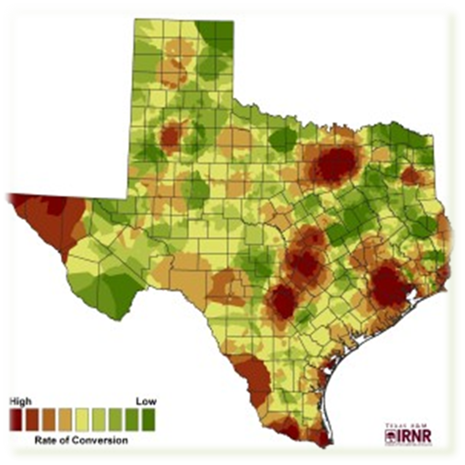 High Low
Rate of Conversion
Texas A&M
IRNR